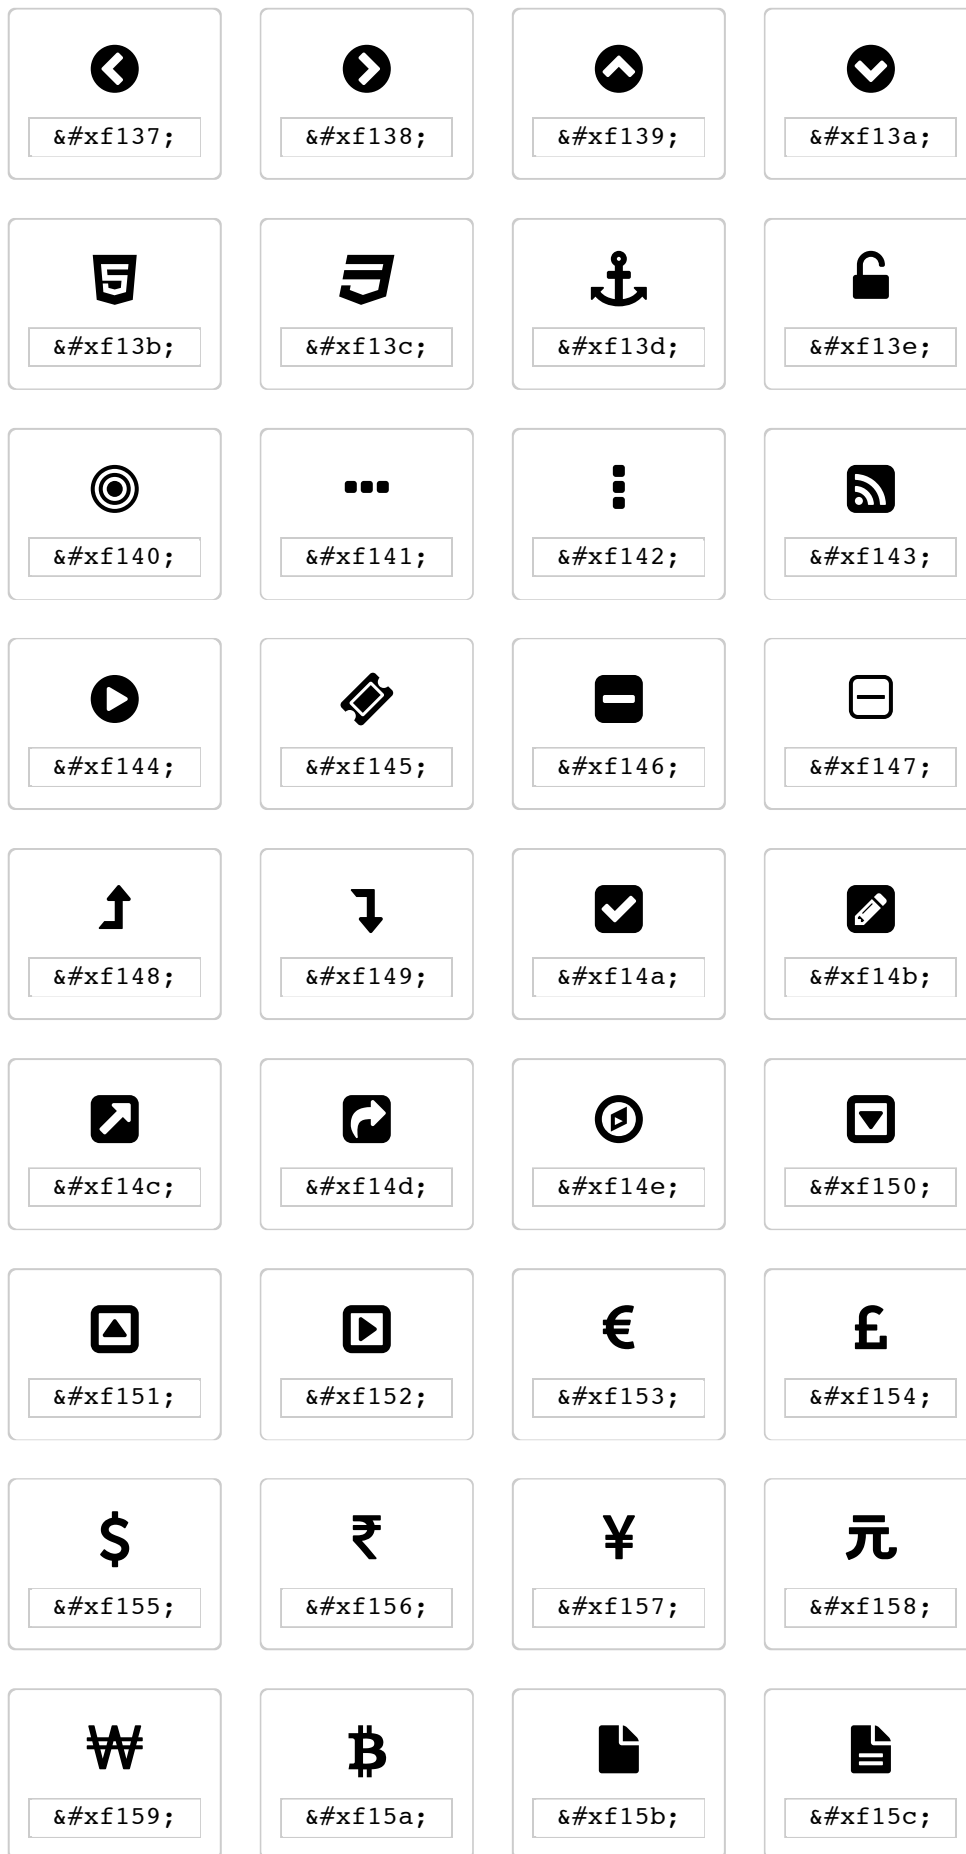 &#xf137; &#xf138; &#xf139; &#xf13a;
&#xf13b; &#xf13c; &#xf13d; &#xf13e;
&#xf140; &#xf141; &#xf142; &#xf143;
&#xf144; &#xf145; &#xf146; &#xf147;
&#xf148; &#xf149; &#xf14a; &#xf14b;
&#xf14c; &#xf14d; &#xf14e; &#xf150;
€ £
&#xf151; &#xf152; &#xf153; &#xf154;
$ ₹ ¥ 元
&#xf155; &#xf156; &#xf157; &#xf158;
₩ ₿
&#xf159; &#xf15a; &#xf15b; &#xf15c;